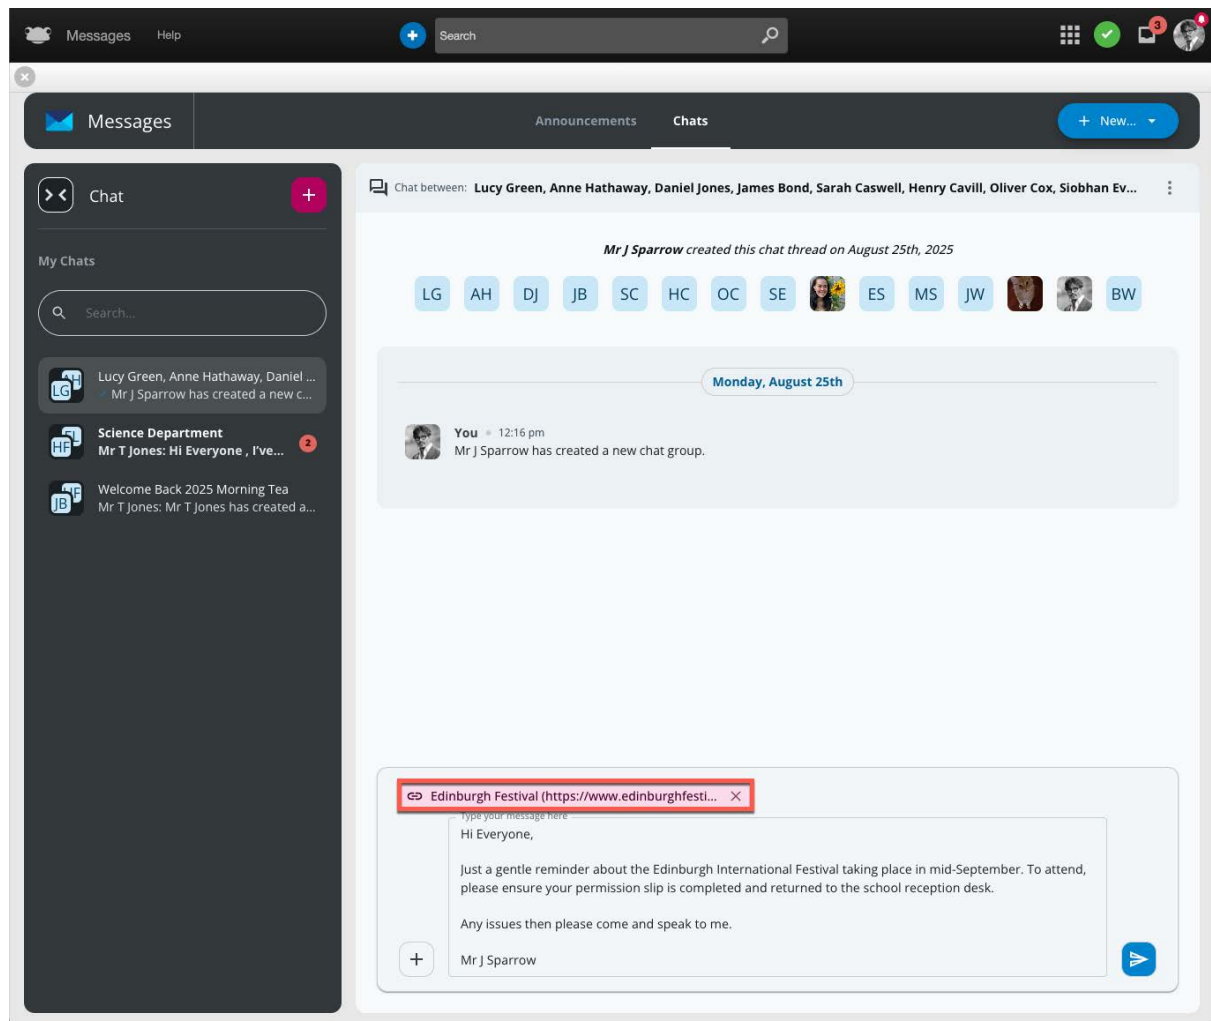 Messages Help Search 3
Messages Announcements Chats + New...
Chat
Chat between: Lucy Green, Anne Hathaway, Daniel Jones, James Bond, Sarah Caswell, Henry Cavill, Oliver Cox, Siobhan Ev...
My Chats
Search...
Lucy Green, Anne Hathaway, Daniel ...
Mr J Sparrow has created a new c...
LG AH
Science Department
Mr T Jones: Hi Everyone , I've...
HF 2
Welcome Back 2025 Morning Tea
Mr T Jones: Mr T Jones has created a...
JB
Mr J Sparrow created this chat thread on August 25th, 2025
LG AH DJ JB SC HC OC SE ES MS JW BW
Monday, August 25th
You 12:16 pm
Mr J Sparrow has created a new chat group.
Edinburgh Festival (https://www.edinburghfesti...
Type your message here
Hi Everyone,
Just a gentle reminder about the Edinburgh International Festival taking place in mid-September. To attend,
please ensure your permission slip is completed and returned to the school reception desk.
Any issues then please come and speak to me.
Mr J Sparrow